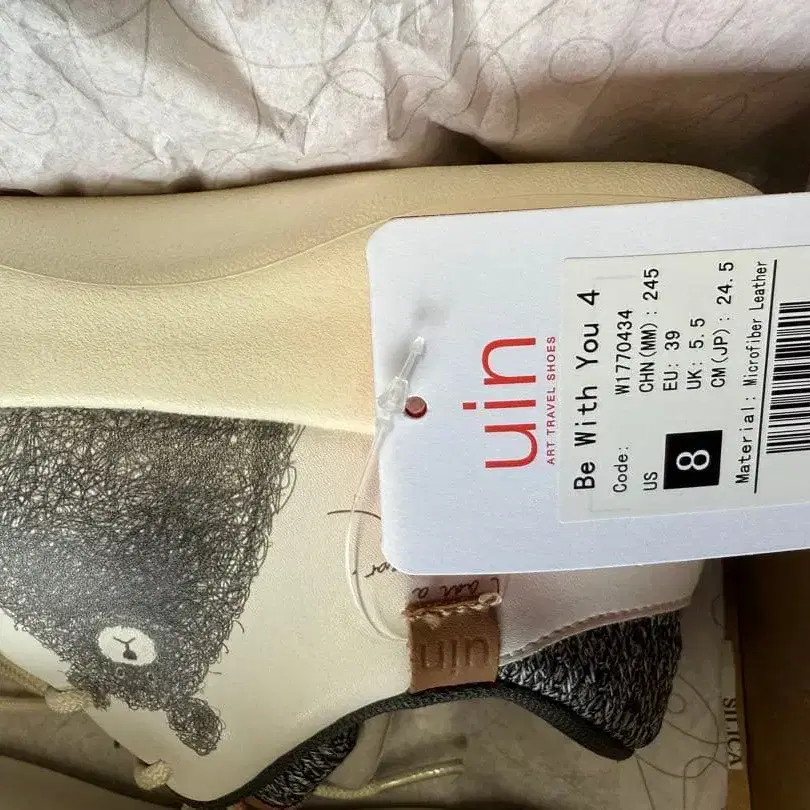 uin
ART TRAVEL SHOES
Be With You 4
Code: W1770434
US 8
CHN(MM): 245
EU: 39
UK: 5.5
CM(JP): 24.5
Material: Microfiber Leather
uin
SILICA